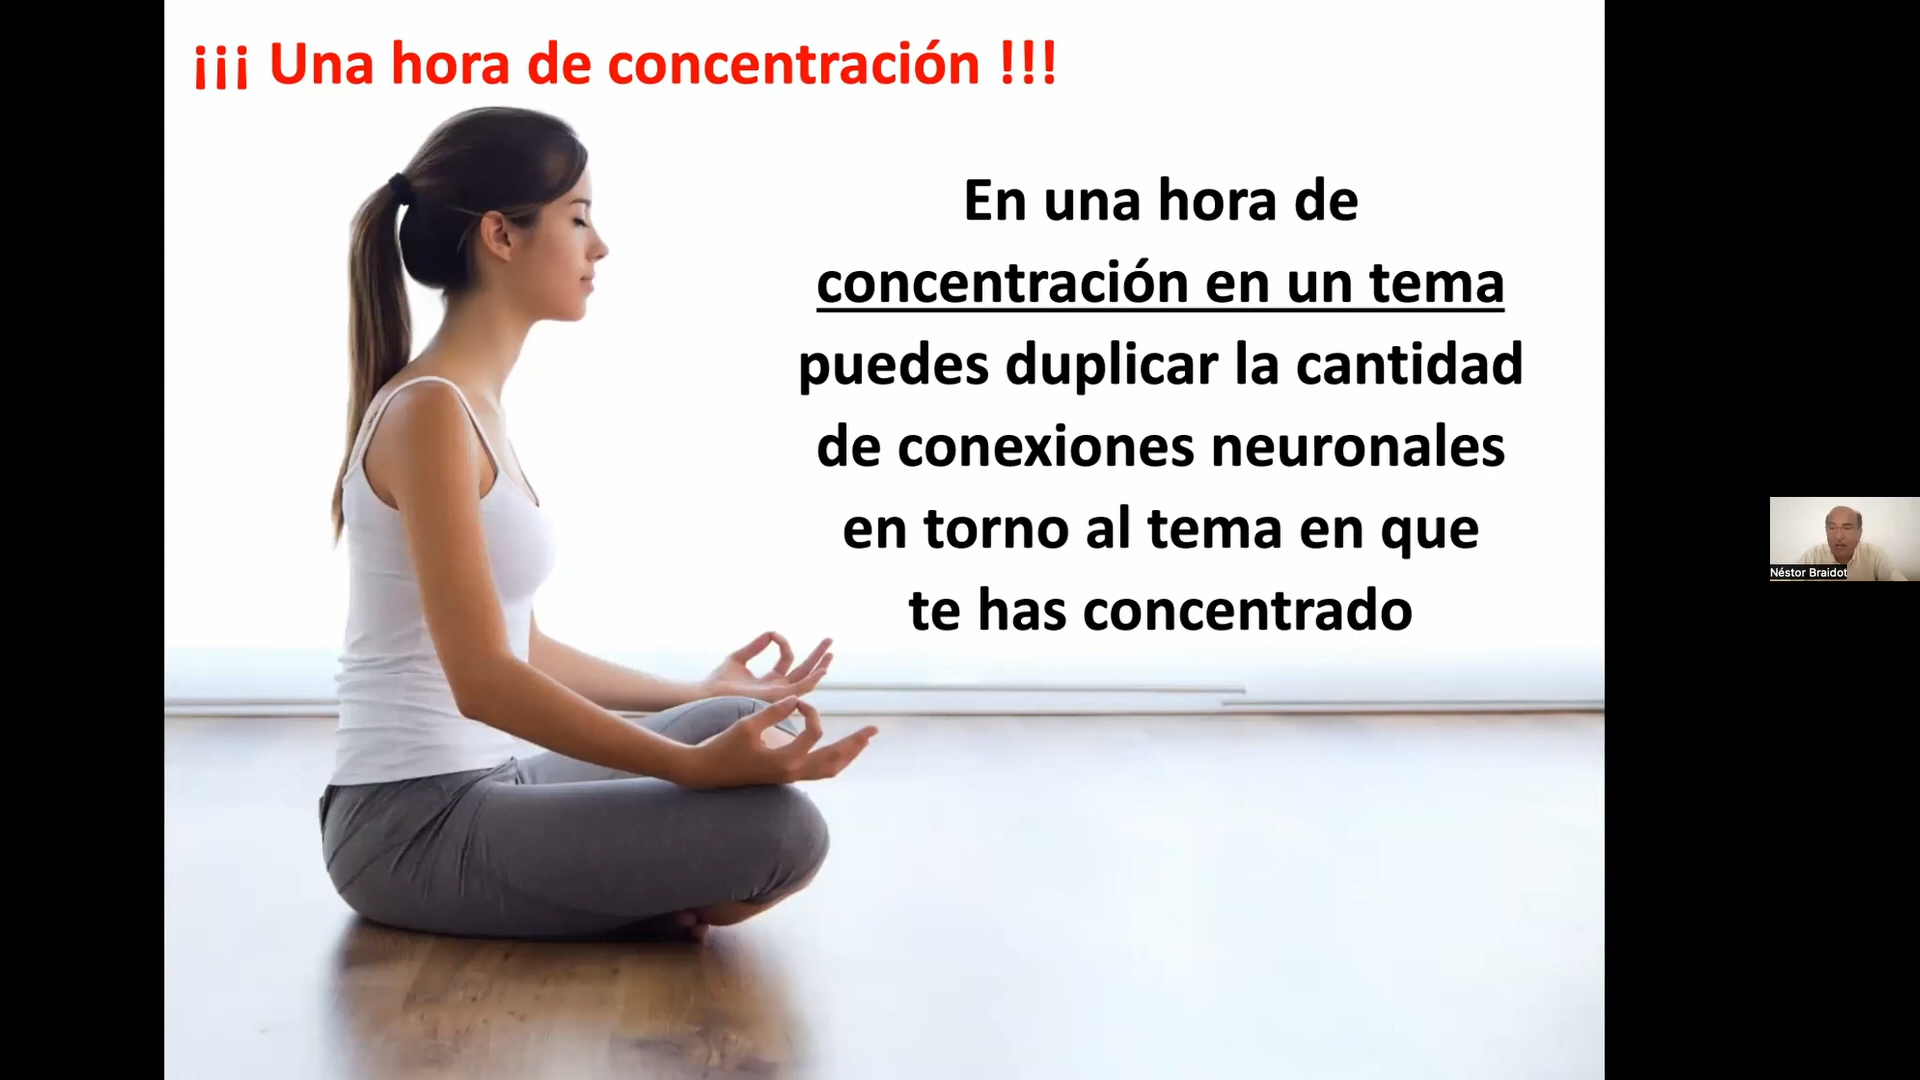 ¡¡¡ Una hora de concentración !!!
En una hora de
concentración en un tema
puedes duplicar la cantidad
de conexiones neuronales
en torno al tema en que
te has concentrado
Néstor Braidot